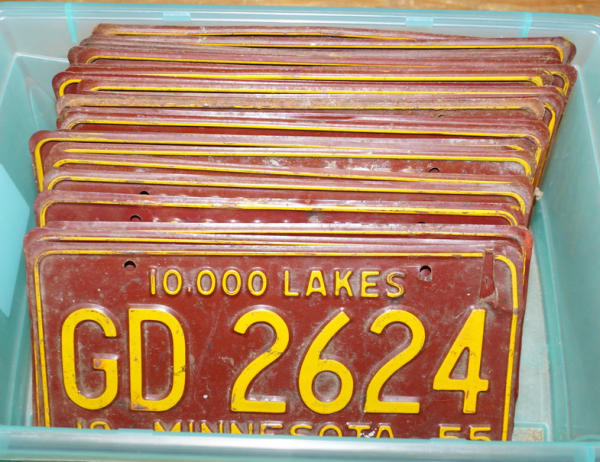 10,000 LAKES
GD 2624
19 MINNESOTA 55